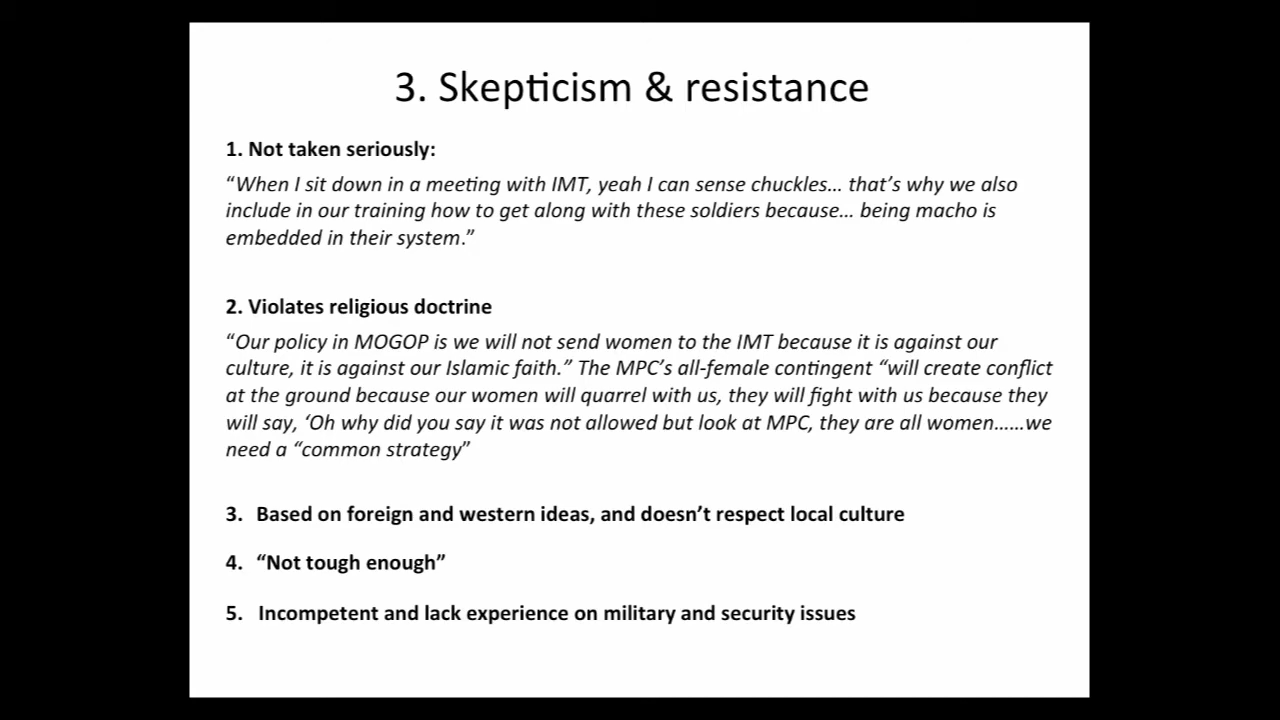 3. Skepticism & resistance
1. Not taken seriously:
“When I sit down in a meeting with IMT, yeah I can sense chuckles… that’s why we also
include in our training how to get along with these soldiers because… being macho is
embedded in their system.”
2. Violates religious doctrine
“Our policy in MOGOP is we will not send women to the IMT because it is against our
culture, it is against our Islamic faith.” The MPC’s all-female contingent “will create conflict
at the ground because our women will quarrel with us, they will fight with us because they
will say, ‘Oh why did you say it was not allowed but look at MPC, they are all women……we
need a “common strategy”
3. Based on foreign and western ideas, and doesn’t respect local culture
4. “Not tough enough”
5. Incompetent and lack experience on military and security issues